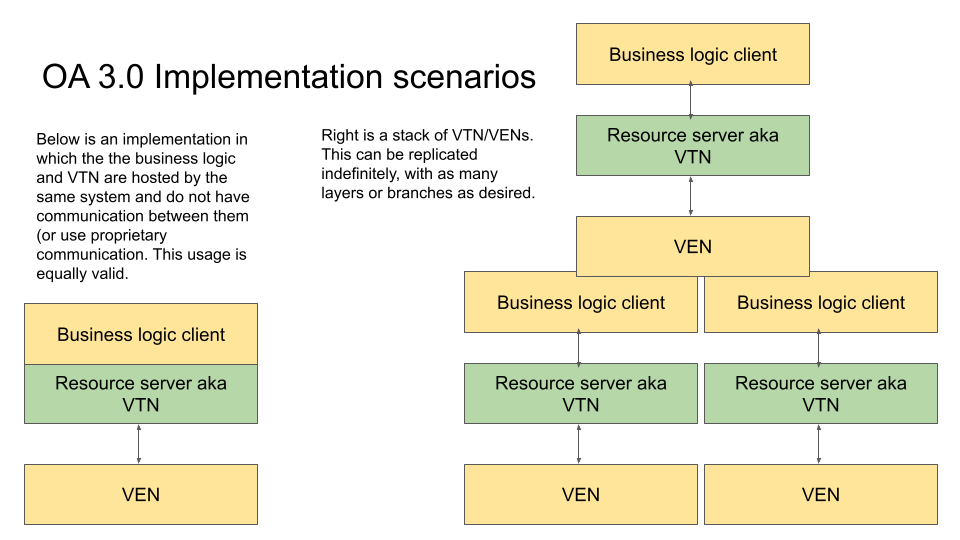 OA 3.0 Implementation scenarios
Below is an implementation in
which the the business logic
and VTN are hosted by the
same system and do not have
communication between them
(or use proprietary
communication. This usage is
equally valid.
Business logic client
Resource server aka
VTN
VEN
Right is a stack of VTN/VENs.
This can be replicated
indefinitely, with as many
layers or branches as desired.
Business logic client
Resource server aka
VTN
VEN
Business logic client
Resource server aka
VTN
VEN
Business logic client
Resource server aka
VTN
VEN